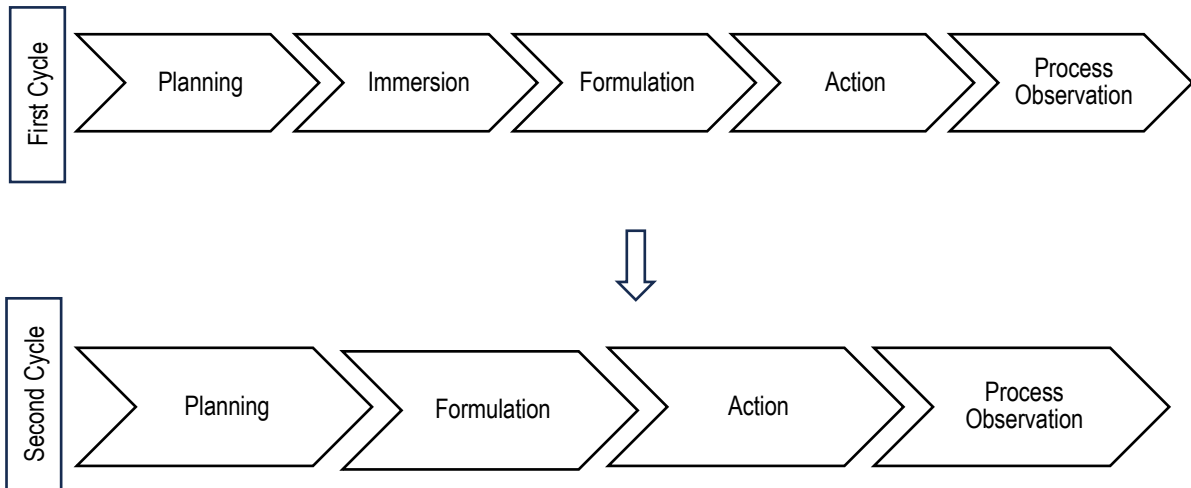 First Cycle
Planning
Immersion
Formulation
Action
Process
Observation
Second Cycle
Planning
Formulation
Action
Process
Observation